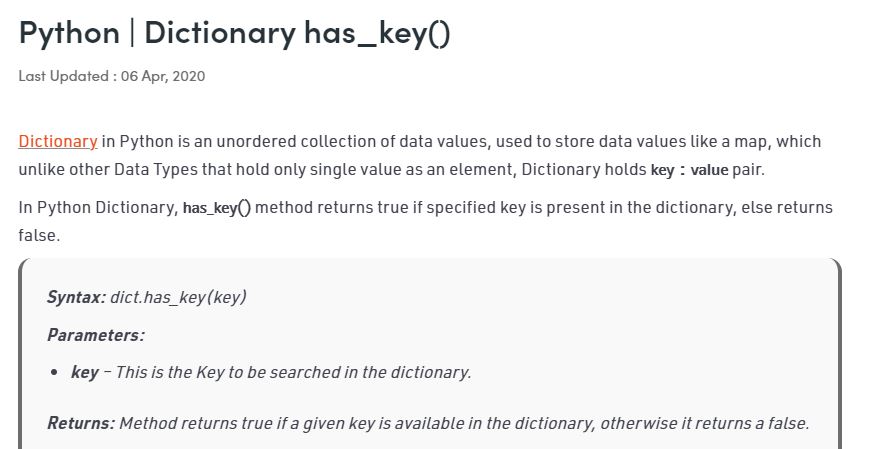 Python | Dictionary has_key()
Last Updated : 06 Apr, 2020
Dictionary in Python is an unordered collection of data values, used to store data values like a map, which
unlike other Data Types that hold only single value as an element, Dictionary holds key : value pair.
In Python Dictionary, has_key() method returns true if specified key is present in the dictionary, else returns
false.
Syntax: dict.has_key(key)
Parameters:
• key – This is the Key to be searched in the dictionary.
Returns: Method returns true if a given key is available in the dictionary, otherwise it returns a false.